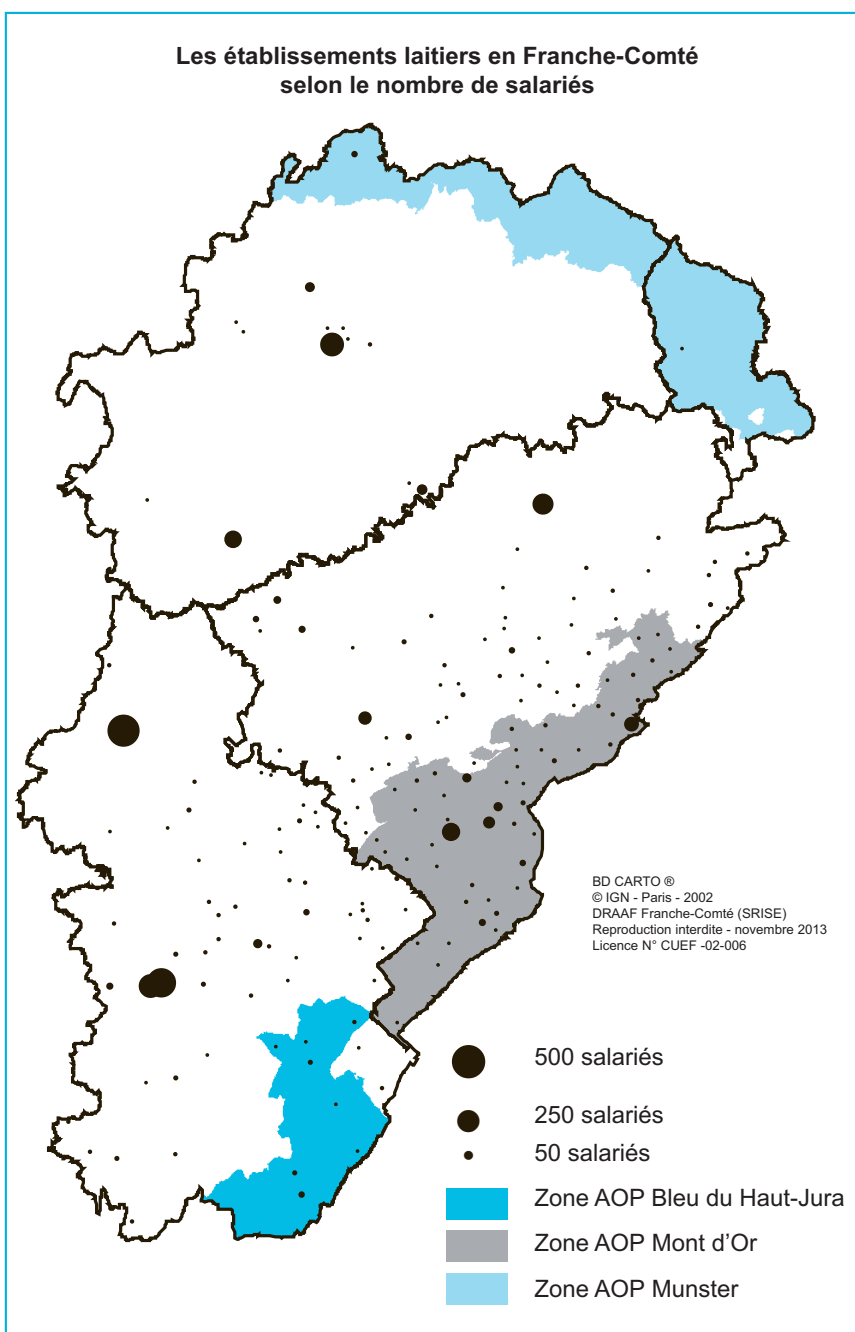 Les établissements laitiers en Franche-Comté
selon le nombre de salariés
BD CARTO ®
© IGN - Paris - 2002
DRAAF Franche-Comté (SRISE)
Reproduction interdite - novembre 2013
Licence N° CUEF -02-006
500 salariés
250 salariés
50 salariés
Zone AOP Bleu du Haut-Jura
Zone AOP Mont d'Or
Zone AOP Munster